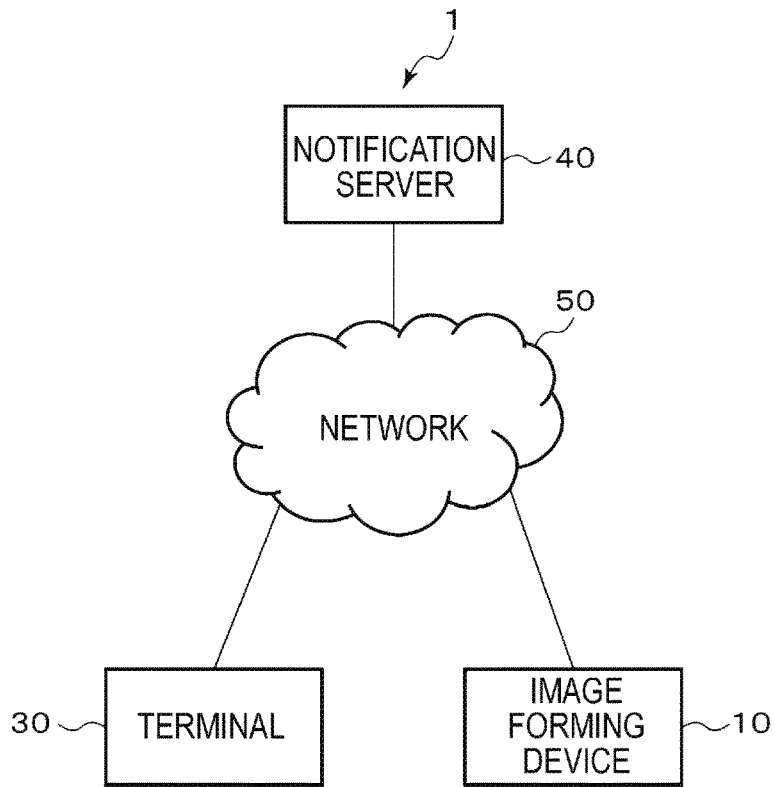 1
NOTIFICATION
SERVER
40
50
NETWORK
30
TERMINAL
IMAGE
FORMING
DEVICE
10